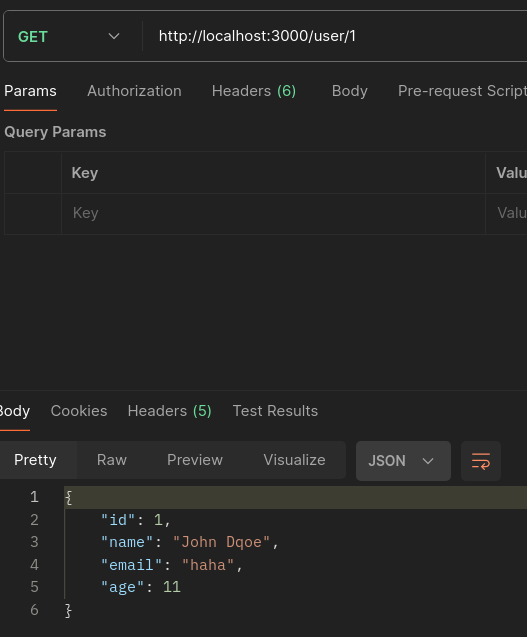 GET http://localhost:3000/user/1
Params Authorization Headers (6) Body Pre-request Script
Query Params
Key Valu
Key Valu
Body Cookies Headers (5) Test Results
Pretty Raw Preview Visualize JSON
1 {
2 "id": 1,
3 "name": "John Dqoe",
4 "email": "haha",
5 "age": 11
6 }